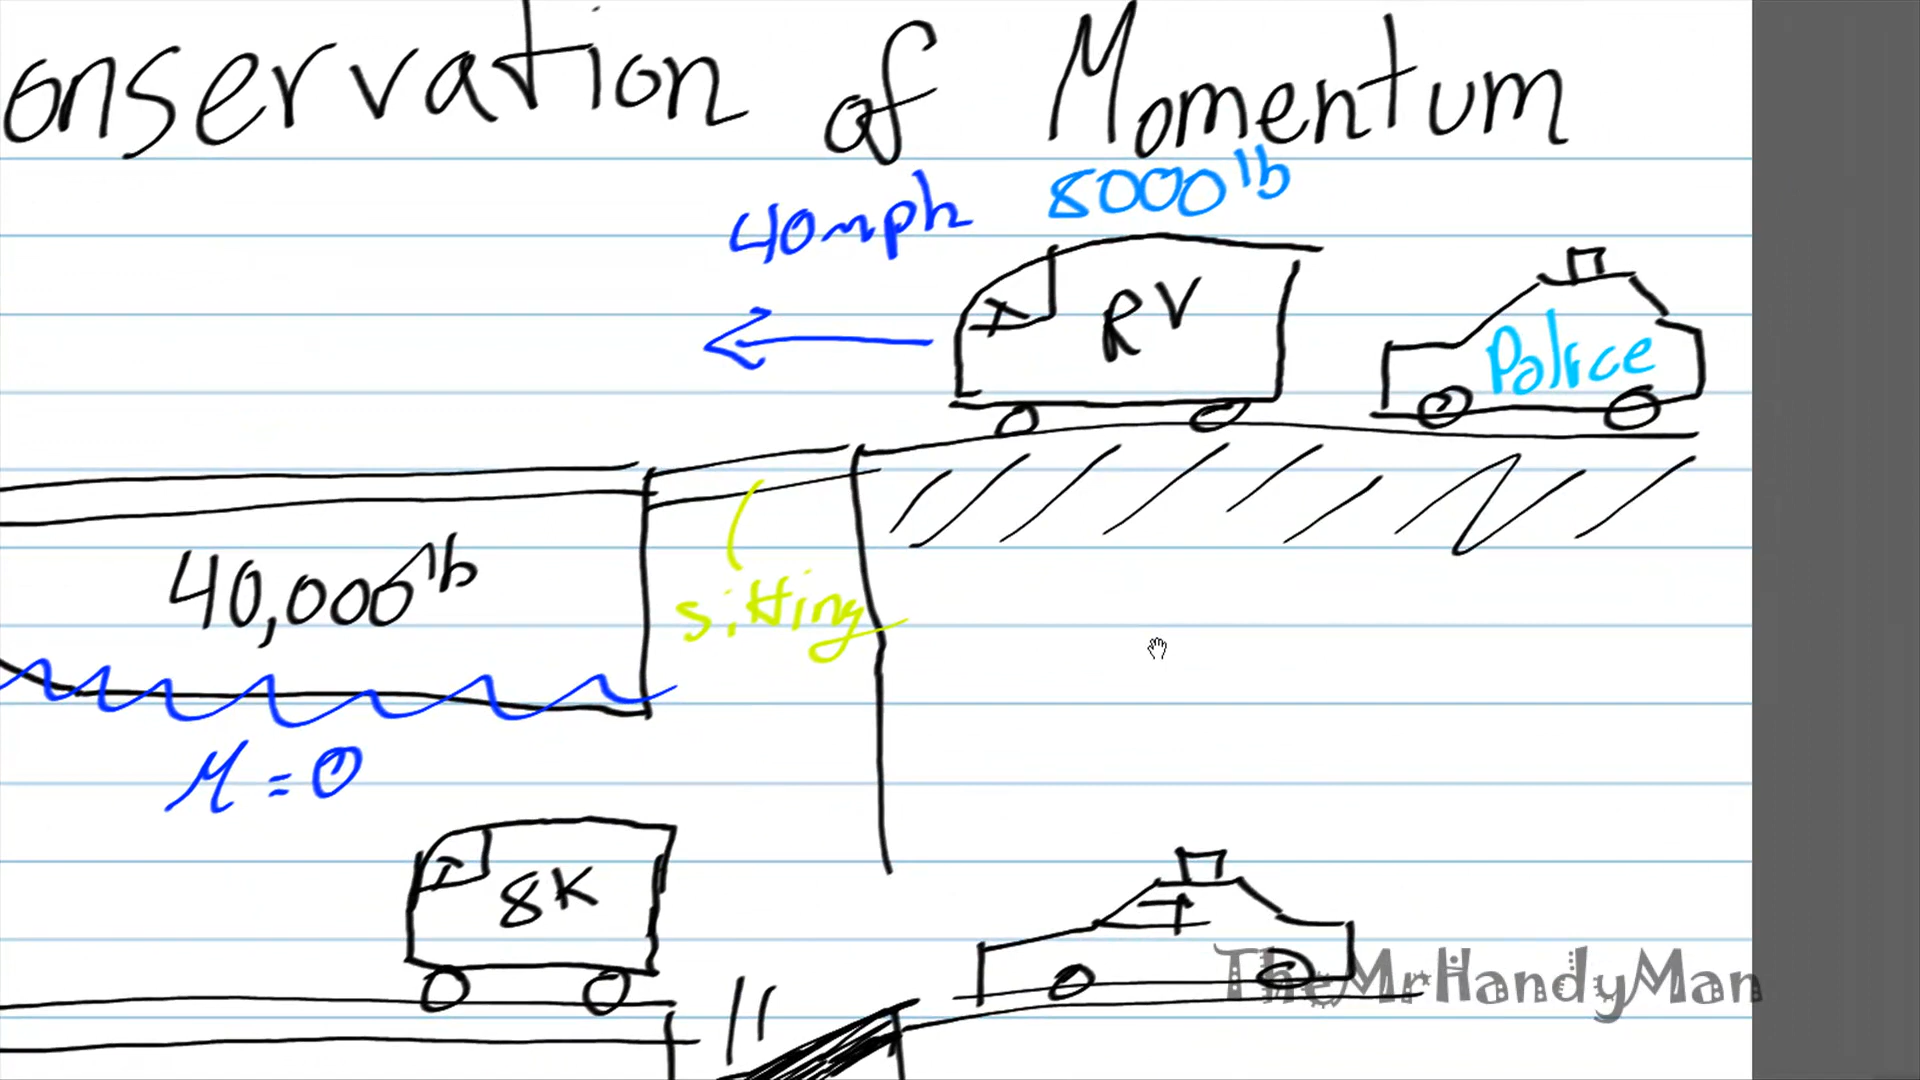 onservation of Momentum
40mph 8000lb
RV
Police
40,000lb
sitting
μ = 0
8K
TheMrHandyMan